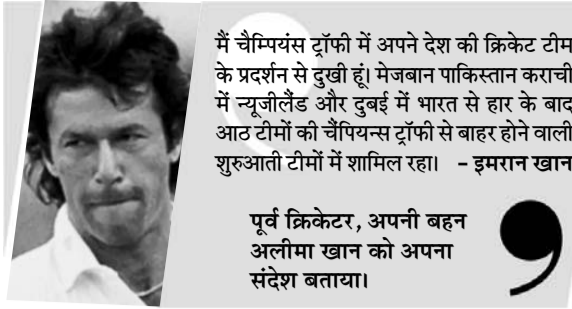 मैं चैम्पियंस ट्रॉफी में अपने देश की क्रिकेट टीम
के प्रदर्शन से दुखी हूं। मेजबान पाकिस्तान कराची
में न्यूजीलैंड और दुबई में भारत से हार के बाद
आठ टीमों की चैंपियन्स ट्रॉफी से बाहर होने वाली
शुरुआती टीमों में शामिल रहा। - इमरान खान
पूर्व क्रिकेटर, अपनी बहन
अलीमा खान को अपना
संदेश बताया।